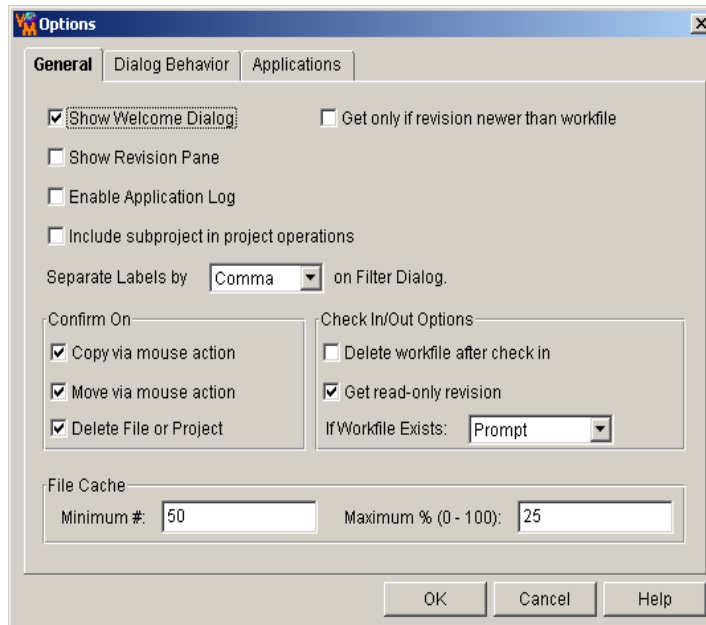 VM Options
General Dialog Behavior Applications
Show Welcome Dialog Get only if revision newer than workfile
Show Revision Pane
Enable Application Log
Include subproject in project operations
Separate Labels by Comma on Filter Dialog.
Confirm On Check In/Out Options
Copy via mouse action Delete workfile after check in
Move via mouse action Get read-only revision
Delete File or Project If Workfile Exists: Prompt
File Cache
Minimum #: 50 Maximum % (0 - 100): 25
OK Cancel Help